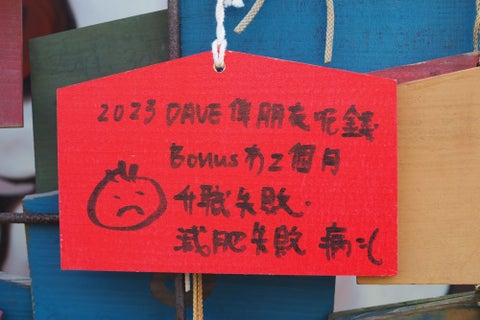 2023 DAVE 俾朋友呃錢
Bonus 冇2個月
升職失敗.
減肥失敗 病:(